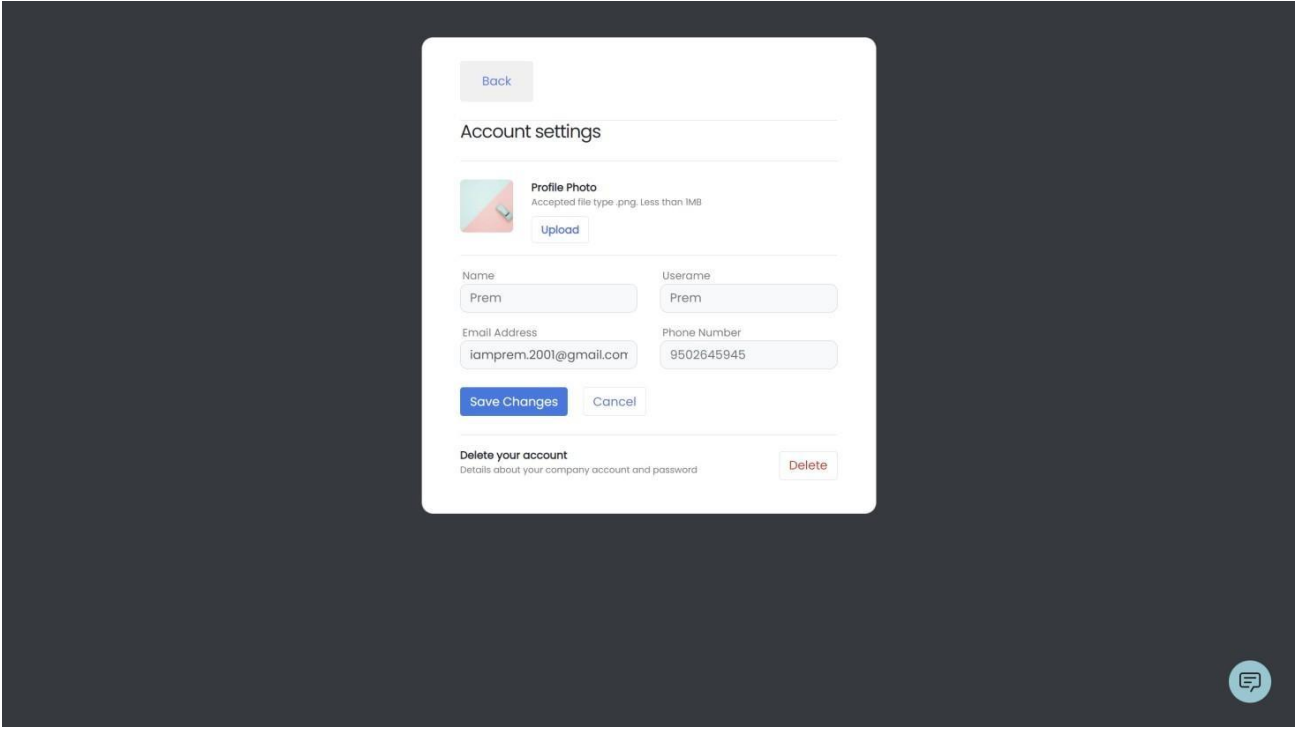 Back
Account settings
Profile Photo
Accepted file type .png. Less than 1MB
Upload
Name
Userame
Prem
Prem
Email Address
Phone Number
iamprem.2001@gmail.com
9502645945
Save Changes
Cancel
Delete your account
Details about your company account and password
Delete